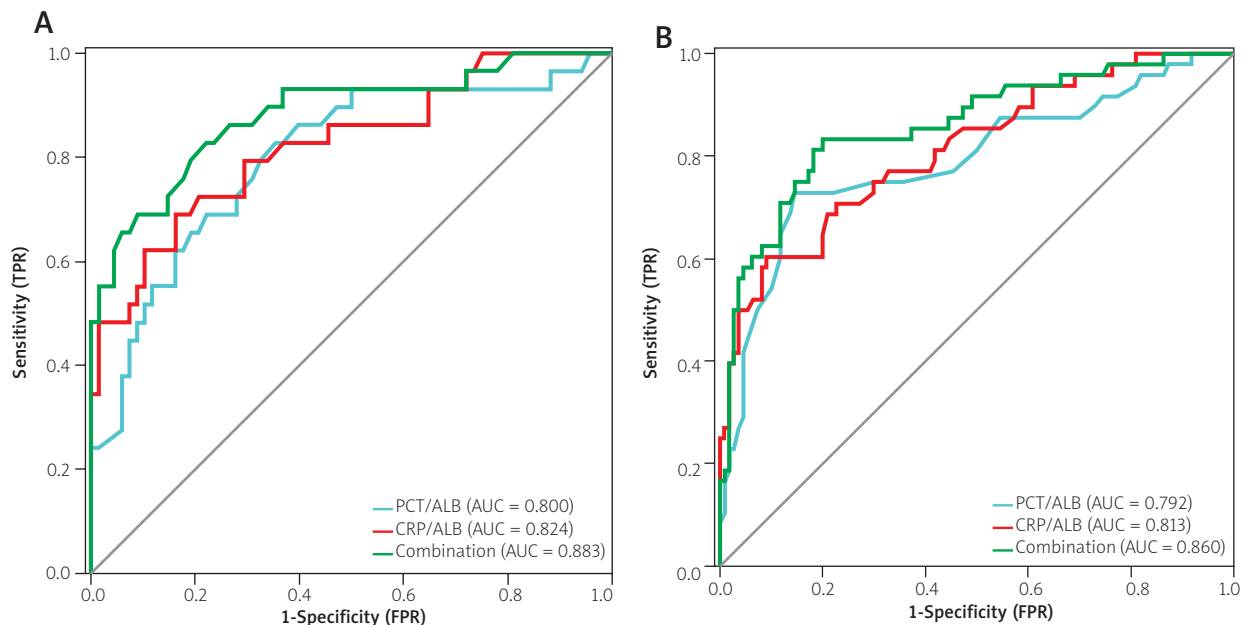 A
1.0
0.8
0.6
0.4
0.2
0.0
Sensitivity (TPR)
PCT/ALB (AUC = 0.800)
CRP/ALB (AUC = 0.824)
Combination (AUC = 0.883)
0.0 0.2 0.4 0.6 0.8 1.0
1-Specificity (FPR)
B
1.0
0.8
0.6
0.4
0.2
0.0
Sensitivity (TPR)
PCT/ALB (AUC = 0.792)
CRP/ALB (AUC = 0.813)
Combination (AUC = 0.860)
0.0 0.2 0.4 0.6 0.8 1.0
1-Specificity (FPR)